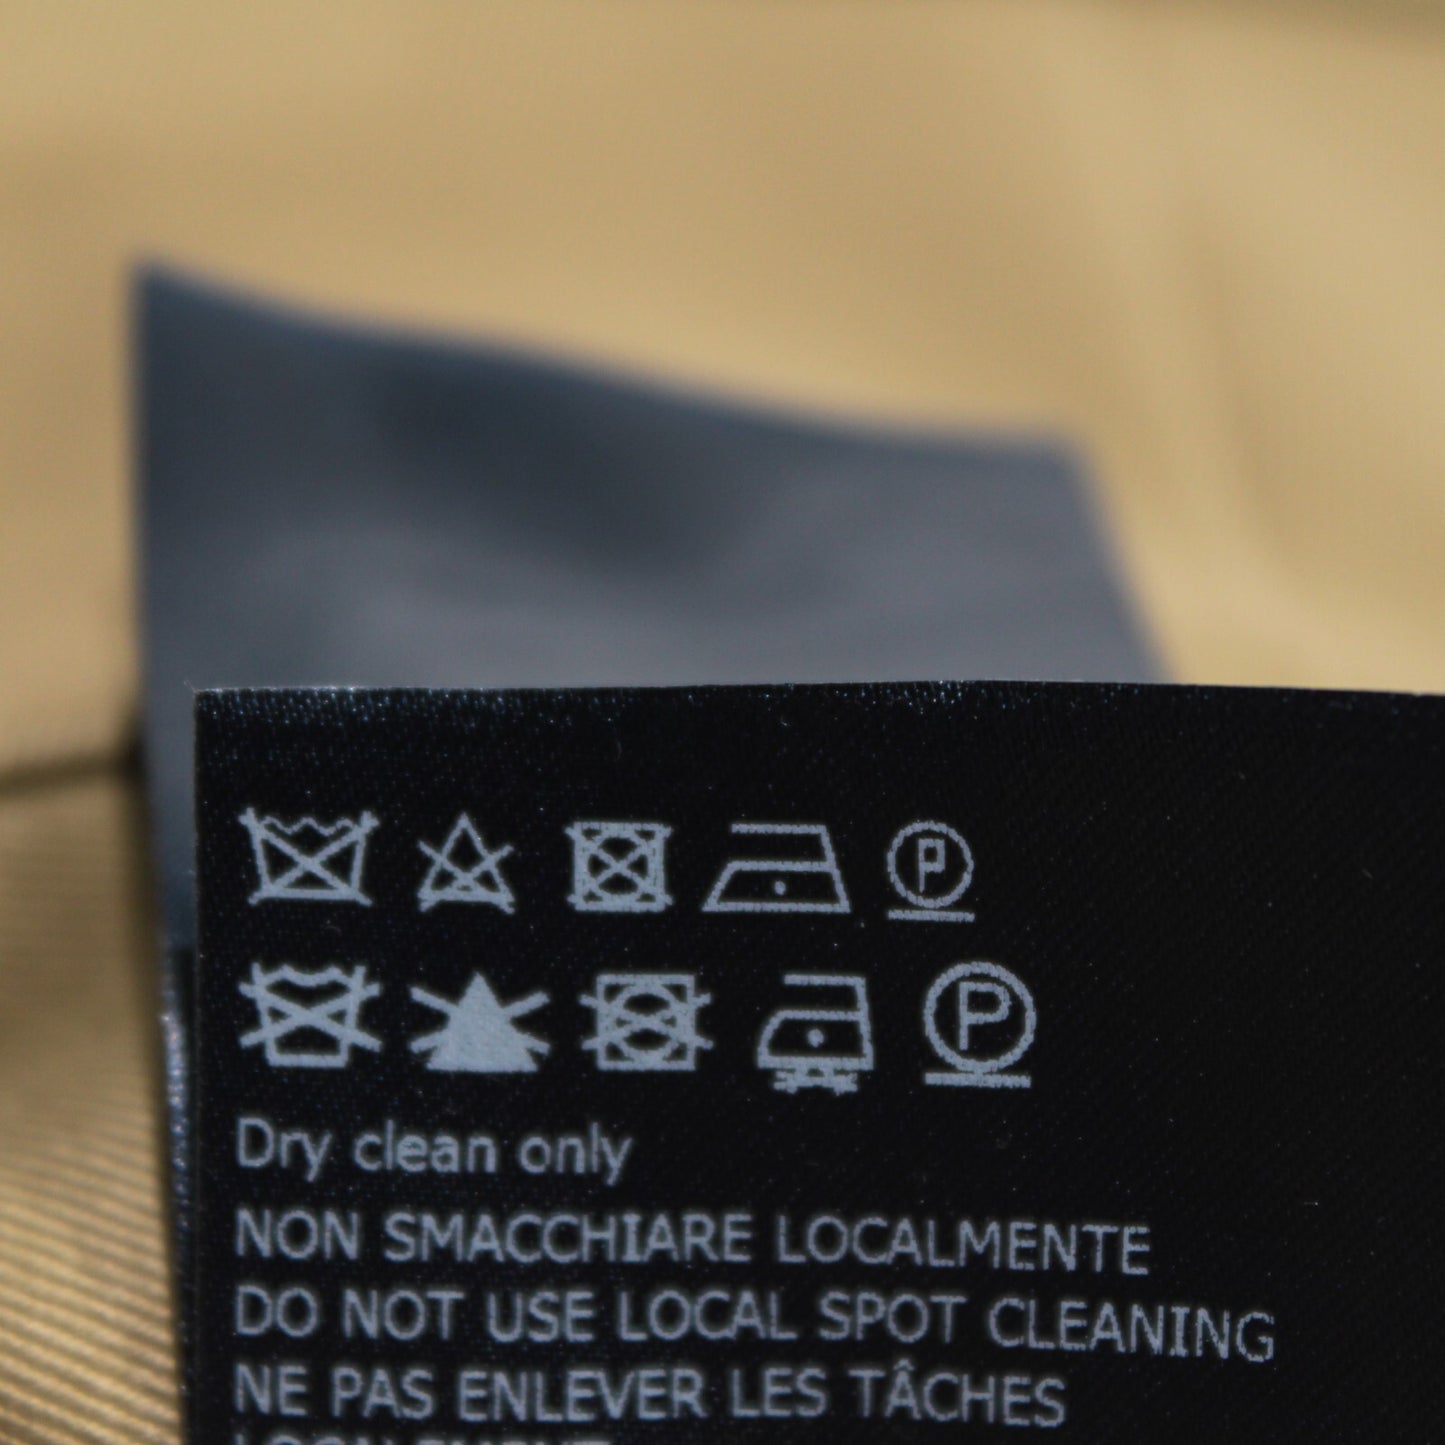 P
P
Dry clean only
NON SMACCHIARE LOCALMENTE
DO NOT USE LOCAL SPOT CLEANING
NE PAS ENLEVER LES TÂCHES